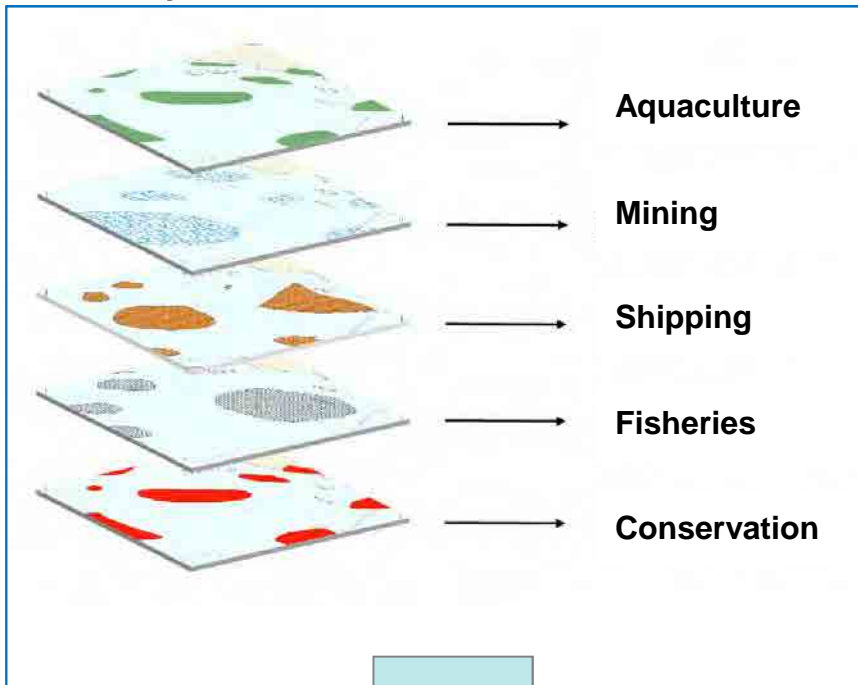 Aquaculture
Mining
Shipping
Fisheries
Conservation